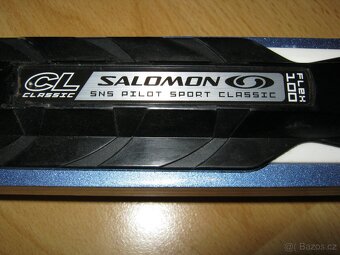 CL
CLASSIC
SALOMON
SNS PILOT SPORT CLASSIC
FLEX
100
© Bazos.cz